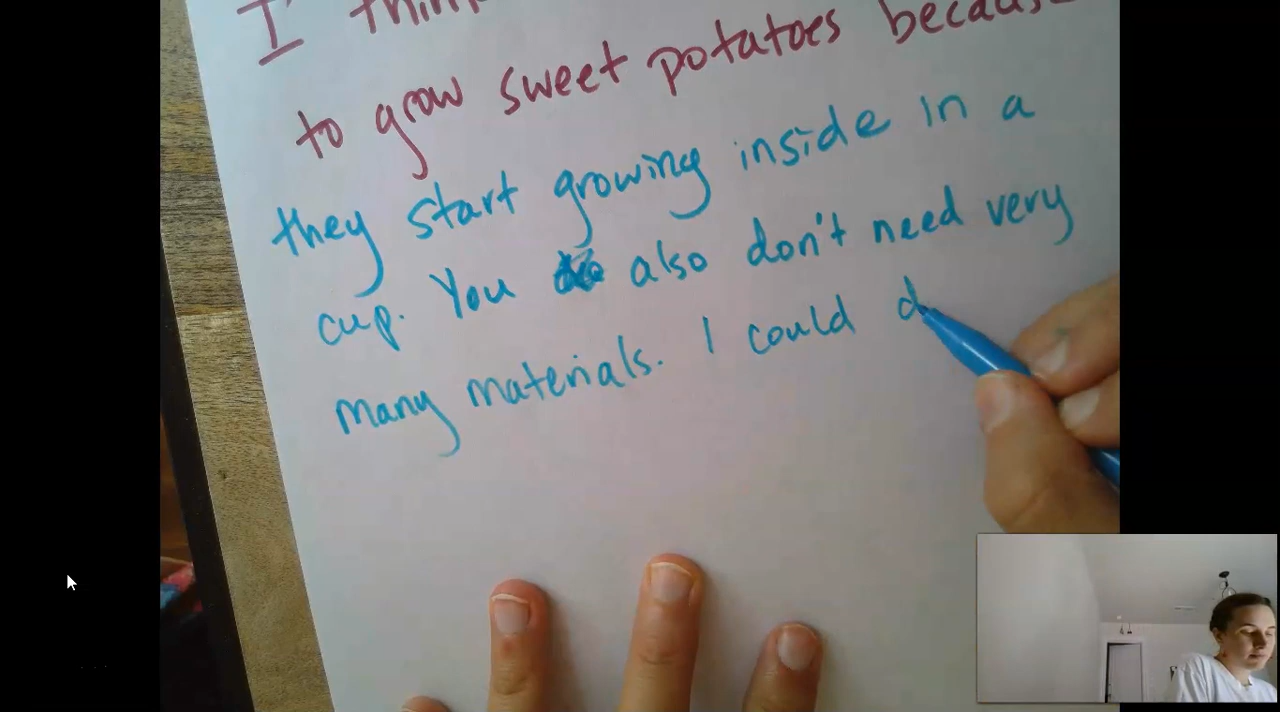 I think
to grow sweet potatoes because
they start growing inside in a
cup. You also don't need very
many materials. I could d